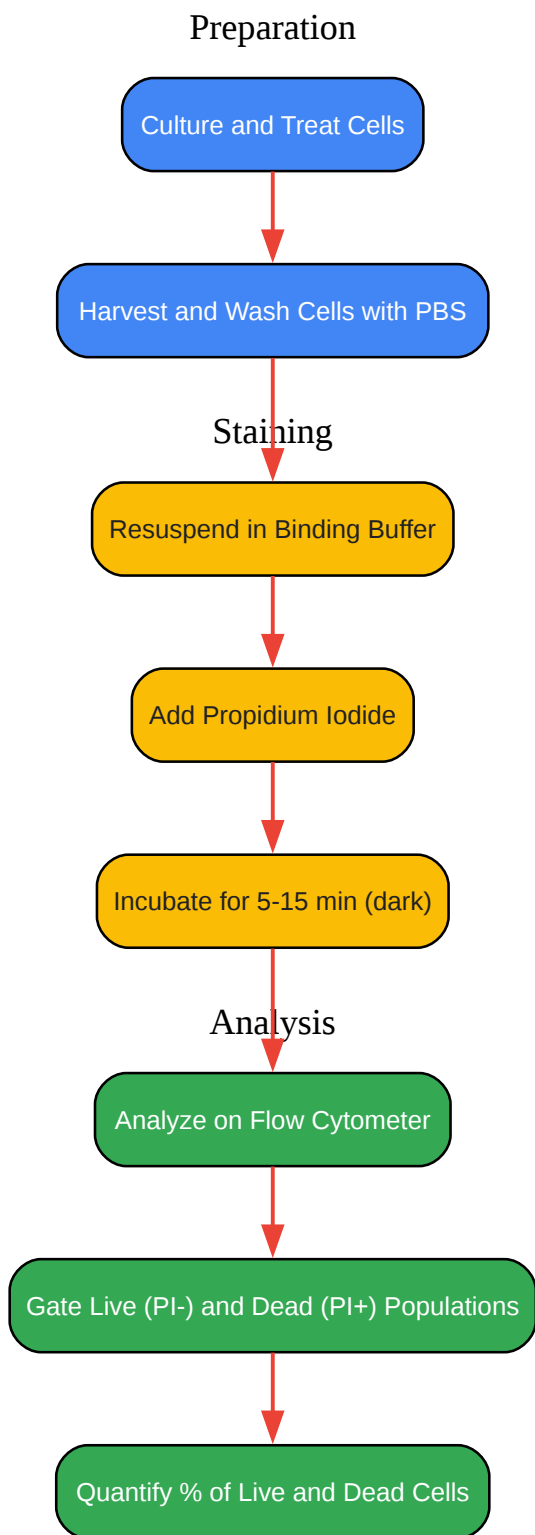 Preparation
Culture and Treat Cells
Harvest and Wash Cells with PBS
Staining
Resuspend in Binding Buffer
Add Propidium Iodide
Incubate for 5-15 min (dark)
Analysis
Analyze on Flow Cytometer
Gate Live (PI-) and Dead (PI+) Populations
Quantify % of Live and Dead Cells